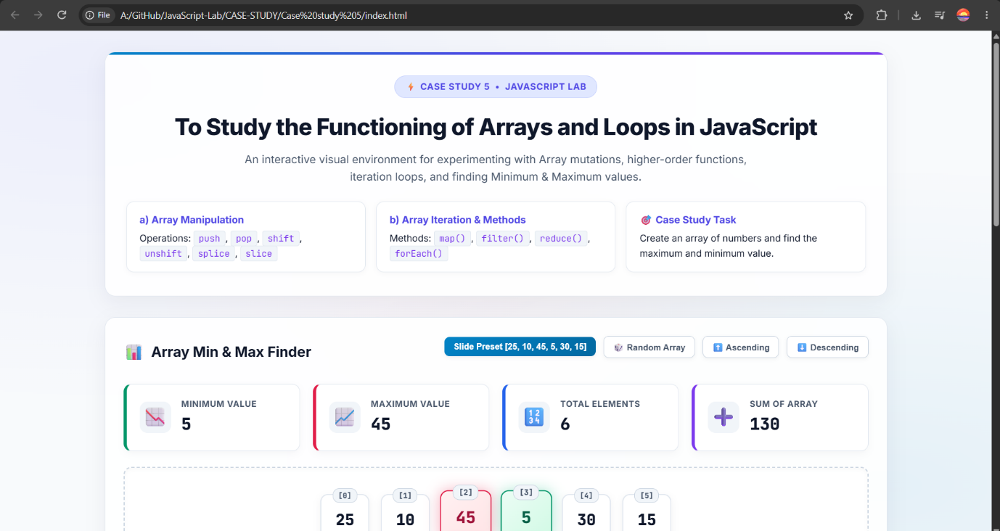 File A:/GitHub/JavaScript-Lab/CASE-STUDY/Case%20study%205/index.html
CASE STUDY 5 • JAVASCRIPT LAB
To Study the Functioning of Arrays and Loops in JavaScript
An interactive visual environment for experimenting with Array mutations, higher-order functions,
iteration loops, and finding Minimum & Maximum values.
a) Array Manipulation
Operations: push , pop , shift ,
unshift , splice , slice
b) Array Iteration & Methods
Methods: map() , filter() , reduce() ,
forEach()
Case Study Task
Create an array of numbers and find the
maximum and minimum value.
Array Min & Max Finder
Slide Preset [25, 10, 45, 5, 30, 15]
Random Array
Ascending
Descending
MINIMUM VALUE
5
MAXIMUM VALUE
45
1 2
3 4
TOTAL ELEMENTS
6
SUM OF ARRAY
130
[0] [1] [2] [3] [4] [5]
25 10 45 5 30 15